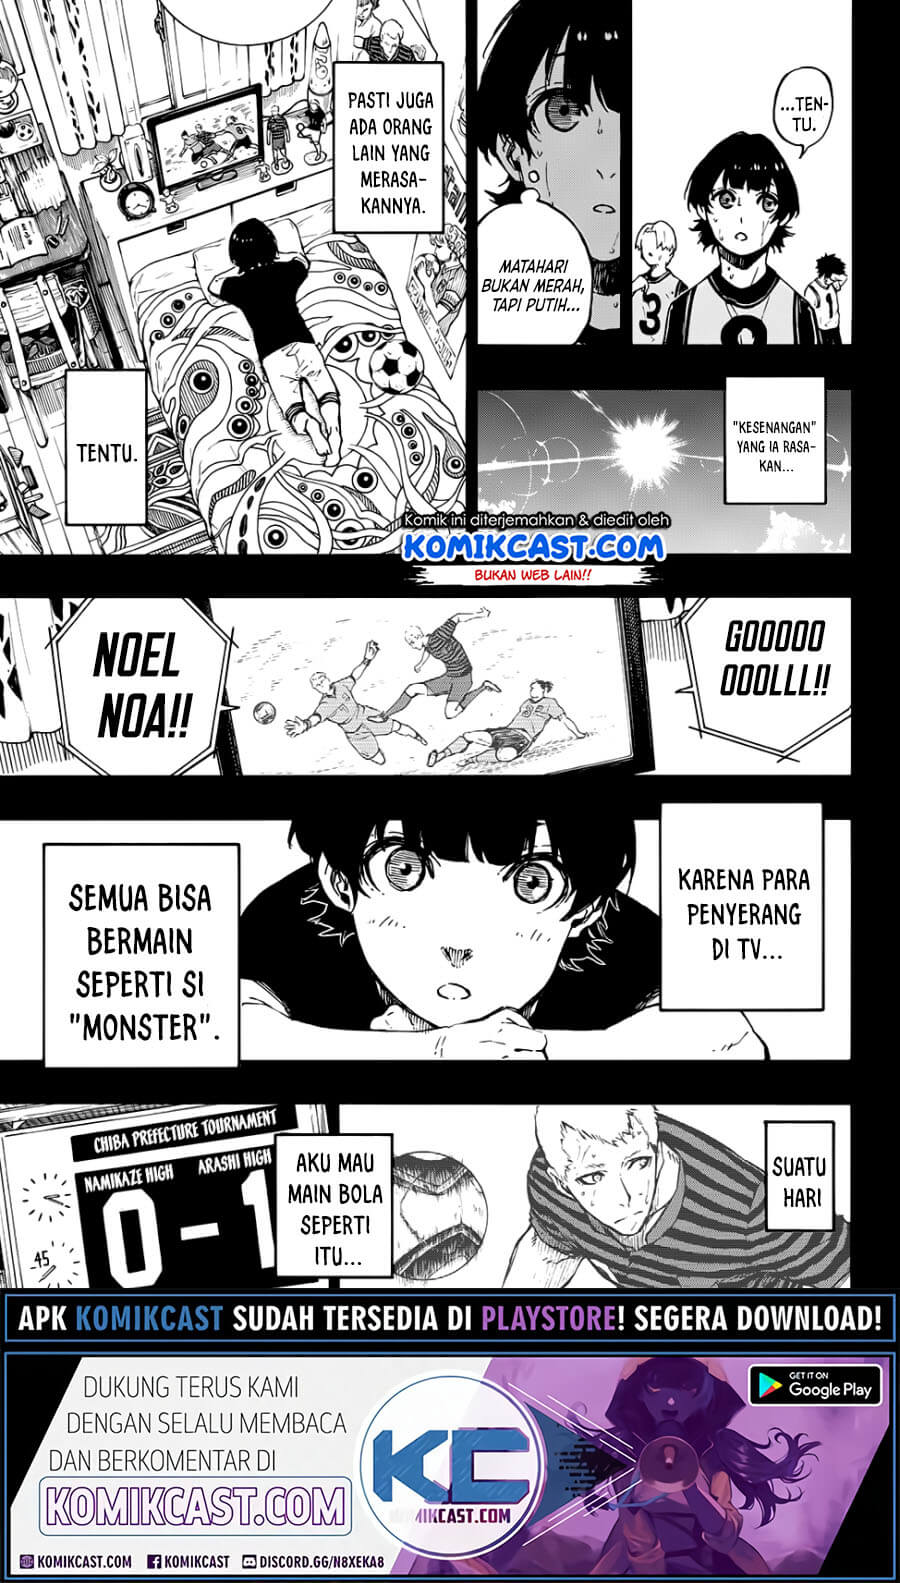 ...TEN-
TU.
MATAHARI
BUKAN MERAH,
TAPI PUTIH...
"KESENANGAN"
YANG IA RASA-
KAN...
PASTI JUGA
ADA ORANG
LAIN YANG
MERASA-
KANNYA.
TENTU.
3
1
Komik ini diterjemahkan & diedit oleh
KOMIKCAST.COM
BUKAN WEB LAIN!!
GOOOOO
OOOLLL!!
NOEL
NOA!!
KARENA PARA
PENYERANG
DI TV...
SEMUA BISA
BERMAIN
SEPERTI SI
"MONSTER".
SUATU
HARI
AKU MAU
MAIN BOLA
SEPERTI
ITU...
CHIBA PREFECTURE TOURNAMENT
NAMIKAZE HIGH ARASHI HIGH
0 - 1
45
APK KOMIKCAST SUDAH TERSEDIA DI PLAYSTORE! SEGERA DOWNLOAD!
DUKUNG TERUS KAMI
DENGAN SELALU MEMBACA
DAN BERKOMENTAR DI
KOMIKCAST.COM
KOMIKCAST.COM KOMIKCAST DISCORD.GG/N8XEKA8
KC
KOMIKCAST.COM
GET IT ON
Google Play